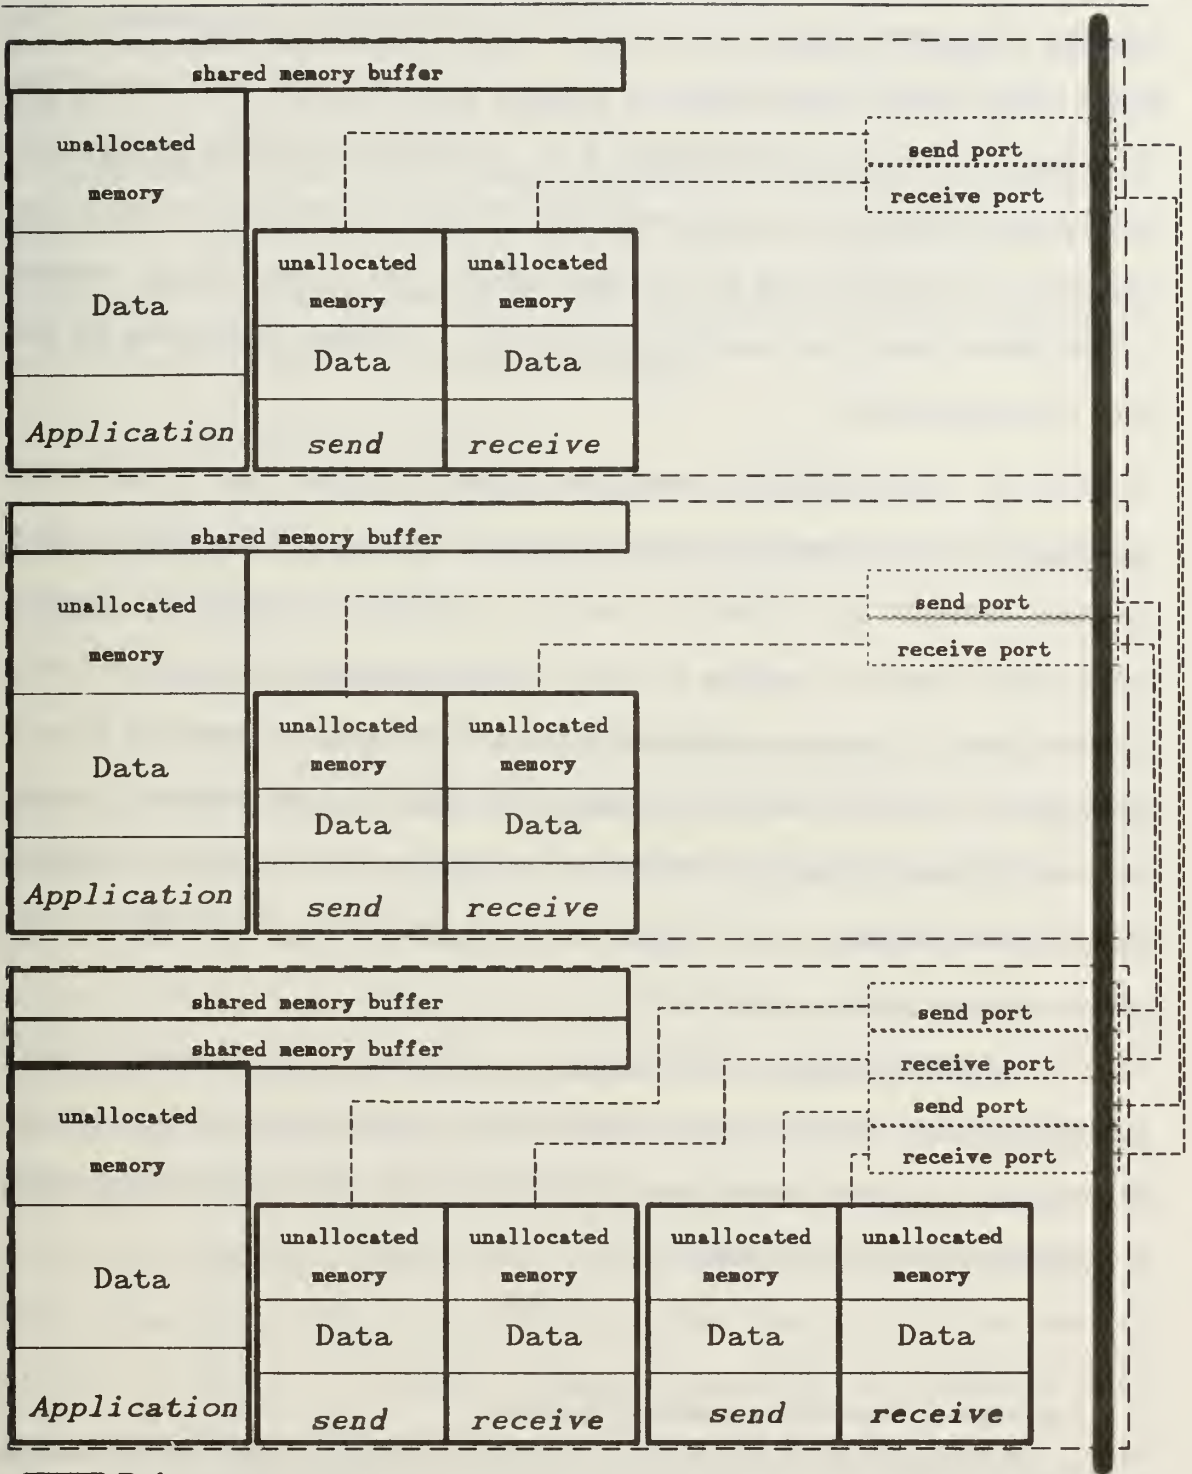 shared memory buffer
unallocated
memory
send port
receive port
unallocated unallocated
memory memory
Data
Data Data
Application
send receive
shared memory buffer
send port
unallocated
receive port
memory
unallocated unallocated
memory memory
Data
Data Data
Application
send receive
shared memory buffer
send port
shared memory buffer
receive port
unallocated
send port
memory
receive port
unallocated unallocated unallocated unallocated
memory memory memory memory
Data
Data Data Data Data
Application
send receive send receive